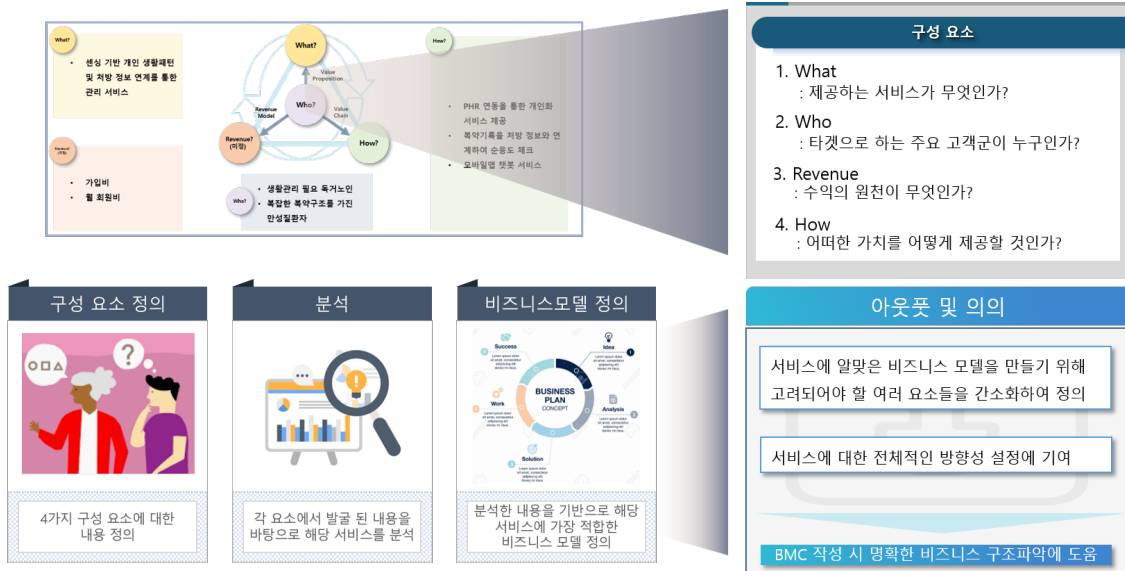 What?
• 센싱 기반 개인 생활패턴
및 처방 정보 연계를 통한
관리 서비스
Revenue?
(미정)
• 가입비
• 월 회원비
What?
Value
Proposition
Revenue
Model
Who?
Value
Chain
Revenue?
(미정)
How?
Who?
• 생활관리 필요 독거노인
• 복잡한 복약구조를 가진
만성질환자
How?
• PHR 연동을 통한 개인화
서비스 제공
• 복약기록을 처방 정보와 연
계하여 순응도 체크
• 모바일앱 챗봇 서비스
구성 요소
1. What
: 제공하는 서비스가 무엇인가?
2. Who
: 타겟으로 하는 주요 고객군이 누구인가?
3. Revenue
: 수익의 원천이 무엇인가?
4. How
: 어떠한 가치를 어떻게 제공할 것인가?
구성 요소 정의
4가지 구성 요소에 대한
내용 정의
분석
각 요소에서 발굴 된 내용을
바탕으로 해당 서비스를 분석
비즈니스모델 정의
Success
Idea
Work
BUSINESS
PLAN
CONCEPT
Analysis
Solution
분석한 내용을 기반으로 해당
서비스에 가장 적합한
비즈니스 모델 정의
아웃풋 및 의의
서비스에 알맞은 비즈니스 모델을 만들기 위해
고려되어야 할 여러 요소들을 간소화하여 정의
서비스에 대한 전체적인 방향성 설정에 기여
BMC 작성 시 명확한 비즈니스 구조파악에 도움